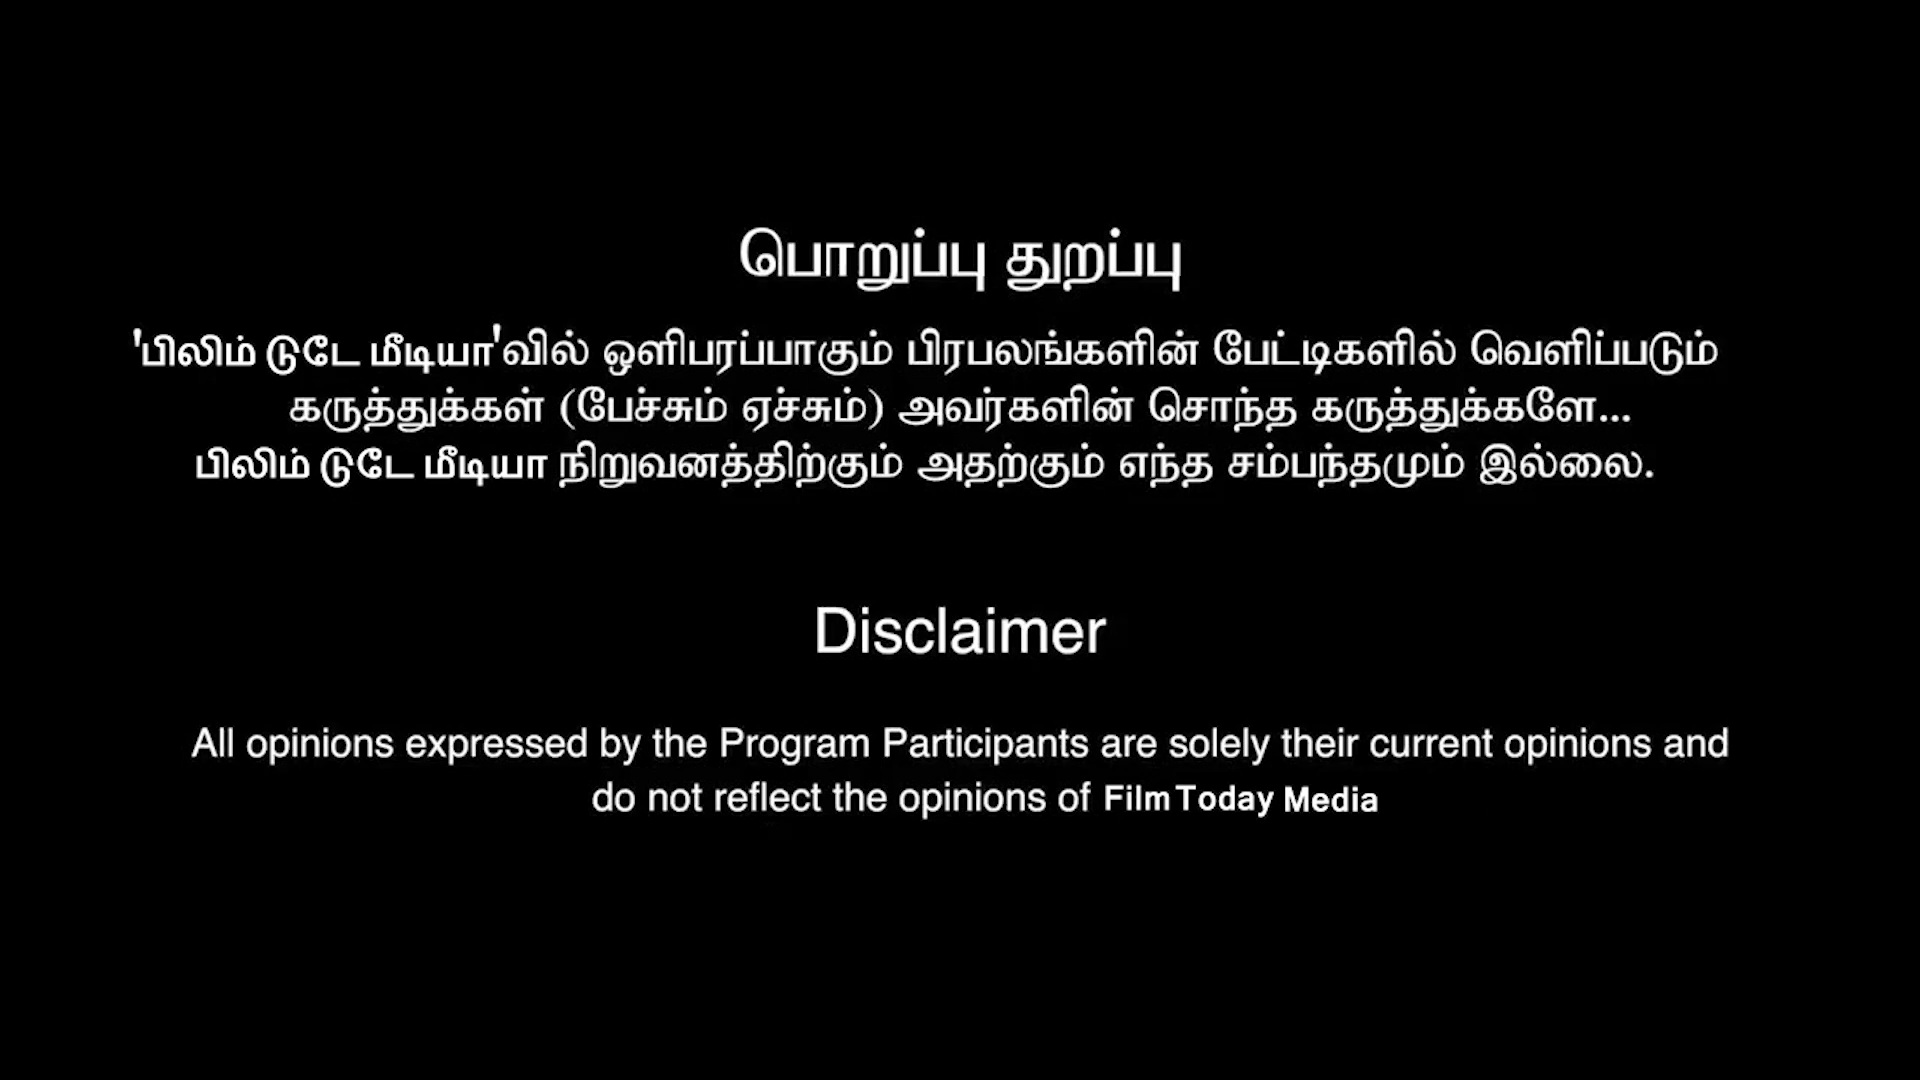 பொறுப்பு துறப்பு
'பிலிம் டுடே மீடியா'வில் ஒளிபரப்பாகும் பிரபலங்களின் பேட்டிகளில் வெளிப்படும்
கருத்துக்கள் (பேச்சும் ஏச்சும்) அவர்களின் சொந்த கருத்துக்களே...
பிலிம் டுடே மீடியா நிறுவனத்திற்கும் அதற்கும் எந்த சம்பந்தமும் இல்லை.
Disclaimer
All opinions expressed by the Program Participants are solely their current opinions and
do not reflect the opinions of Film Today Media